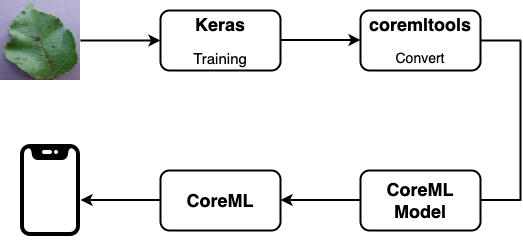 Keras
Training
coremltools
Convert
CoreML
CoreML
Model